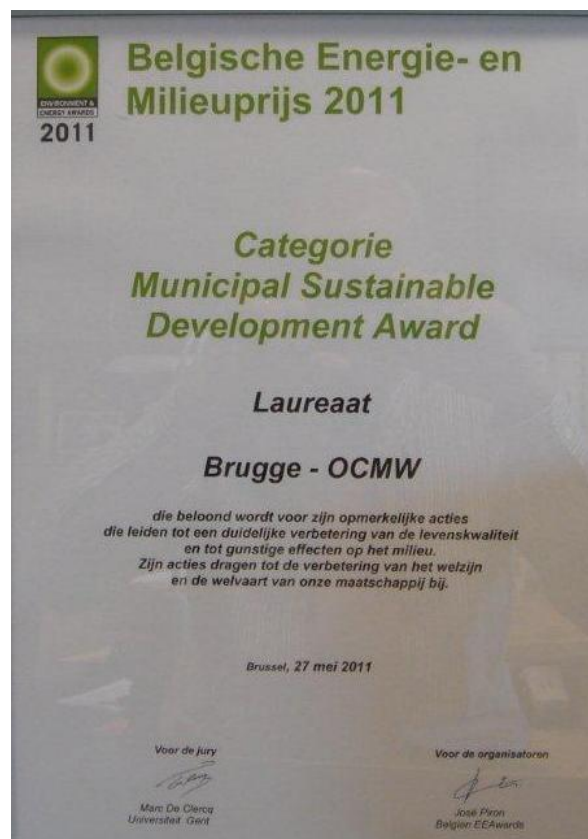 Belgische Energie- en
Milieuprijs 2011
ENVIRONMENT &
ENERGY AWARDS
2011
Categorie
Municipal Sustainable
Development Award
Laureaat
Brugge - OCMW
die beloond wordt voor zijn opmerkelijke acties
die leiden tot een duidelijke verbetering van de levenskwaliteit
en tot gunstige effecten op het milieu.
Zijn acties dragen tot de verbetering van het welzijn
en de welvaart van onze maatschappij bij.
Brussel, 27 mei 2011
Voor de jury
Marc De Clercq
Universiteit Gent
Voor de organisatoren
José Piron
Belgian EEAwards